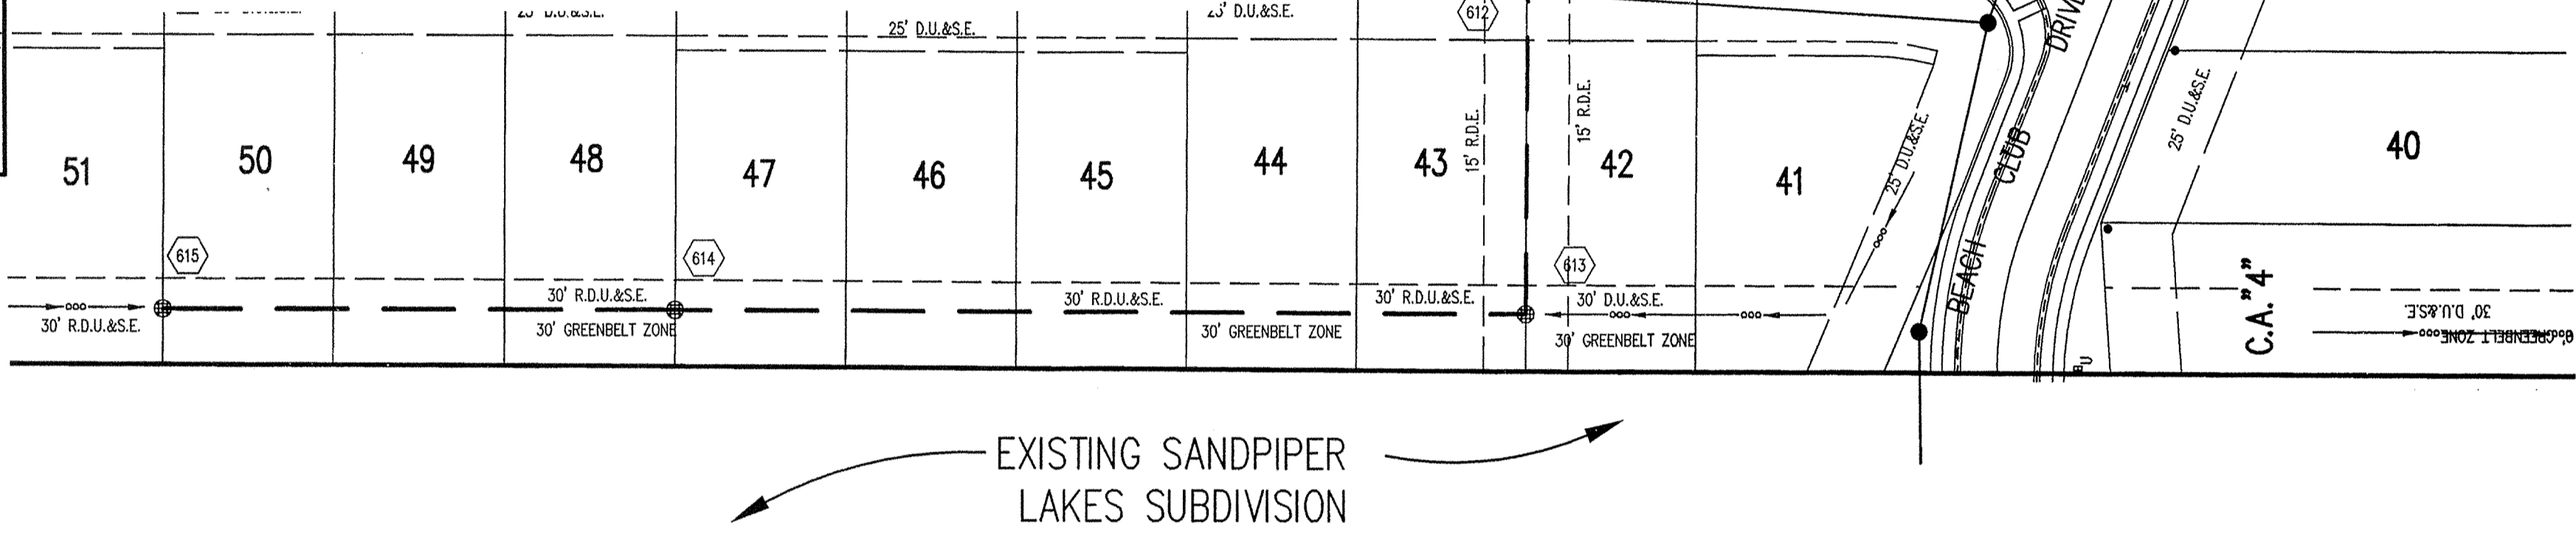 25' D.U.&S.E.
25' D.U.&S.E.
25' D.U.&S.E.
612
DRIVE
51
50
49
48
47
46
45
44
43
15' R.D.E.
15' R.D.E.
42
41
25' D.U.&S.E.
BEACH CLUB
25' D.U.&S.E.
40
615
614
613
30' R.D.U.&S.E.
30' R.D.U.&S.E.
30' GREENBELT ZONE
30' R.D.U.&S.E.
30' GREENBELT ZONE
30' R.D.U.&S.E.
30' D.U.&S.E.
30' GREENBELT ZONE
C.A."4"
30' D.U.&S.E.
GREENBELT ZONE
EXISTING SANDPIPER
LAKES SUBDIVISION